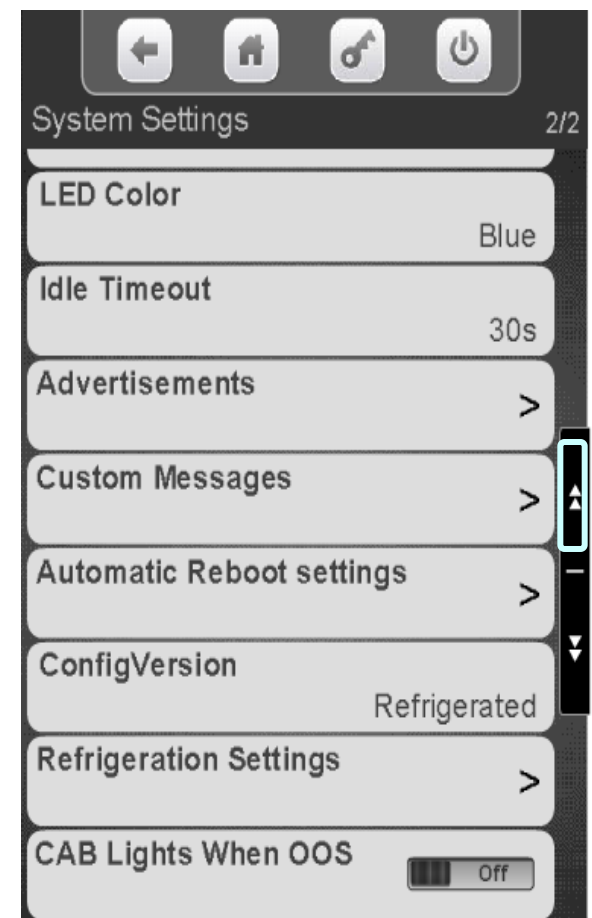 System Settings 2/2
LED Color
Blue
Idle Timeout
30s
Advertisements
>
Custom Messages
>
Automatic Reboot settings
>
ConfigVersion
Refrigerated
Refrigeration Settings
>
CAB Lights When OOS
Off